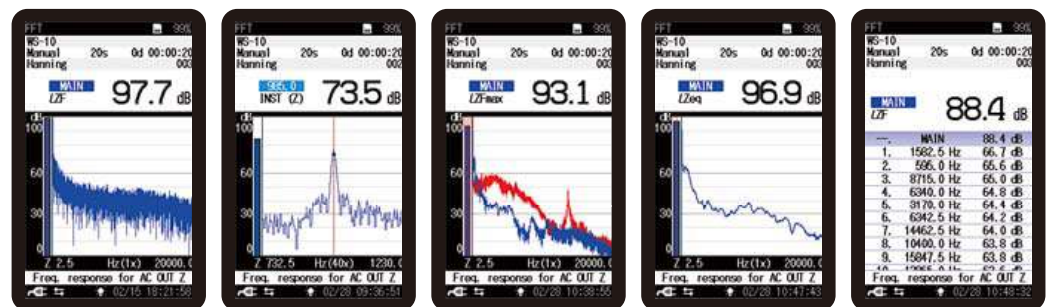 FFT 99%
WS-10
Manual 20s 0d 00:00:20
Hanning 003
MAIN
LZF 97.7 dB
dB
100
60
30
0
Z 2.5 Hz(1x) 20000.0
Freq. response for AC OUT Z
02/15 18:21:58
FFT 99%
WS-10
Manual 20s 0d 00:00:20
Hanning 002
985.0
INST (Z) 73.5 dB
dB
100
60
30
0
Z 732.5 Hz(40x) 1230.0
Freq. response for AC OUT Z
02/28 09:36:51
FFT 99%
WS-10
Manual 20s 0d 00:00:20
Hanning 003
MAIN
LZFmax 93.1 dB
dB
100
60
30
0
Z 2.5 Hz(1x) 20000.0
Freq. response for AC OUT Z
02/28 10:39:55
FFT 99%
WS-10
Manual 20s 0d 00:00:20
Hanning 003
MAIN
LZeq 96.9 dB
dB
100
60
30
0
Z 2.5 Hz(1x) 20000.0
Freq. response for AC OUT Z
02/28 10:47:43
FFT 99%
WS-10
Manual 20s 0d 00:00:20
Hanning 003
MAIN
LZF 88.4 dB
--. MAIN 88.4 dB
1. 1582.5 Hz 66.7 dB
2. 595.0 Hz 65.6 dB
3. 8715.0 Hz 65.0 dB
4. 6340.0 Hz 64.8 dB
5. 3170.0 Hz 64.4 dB
6. 6342.5 Hz 64.2 dB
7. 14462.5 Hz 64.0 dB
8. 10400.0 Hz 63.8 dB
9. 15847.5 Hz 63.8 dB
Freq. response for AC OUT Z
02/28 10:48:32